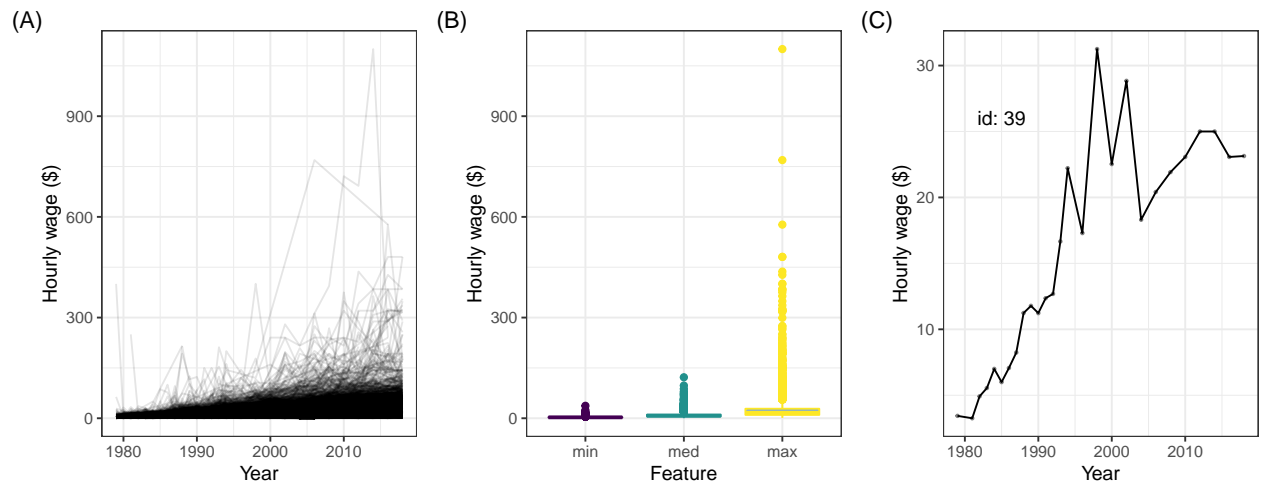 (A)
Hourly wage ($)
900
600
300
0
1980 1990 2000 2010
Year
(B)
Hourly wage ($)
900
600
300
0
min med max
Feature
(C)
Hourly wage ($)
30
20
10
id: 39
1980 1990 2000 2010
Year